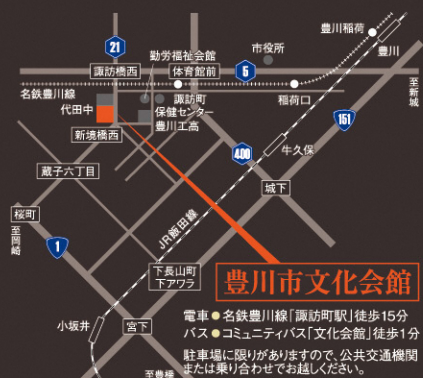 豊川稲荷
豊川
21
勤労福祉会館
市役所
諏訪橋西
体育館前
5
至新城
名鉄豊川線
諏訪町
稲荷口
代田中
保健センター
豊川工高
151
新境橋西
400
牛久保
蔵子六丁目
城下
桜町
JR飯田線
至岡崎
1
下長山町
下アワラ
豊川市文化会館
小坂井
宮下
至豊橋
電車●名鉄豊川線「諏訪町駅」徒歩15分
バス●コミュニティバス「文化会館」徒歩1分
駐車場に限りがありますので、公共交通機関
または乗り合わせでお越しください。